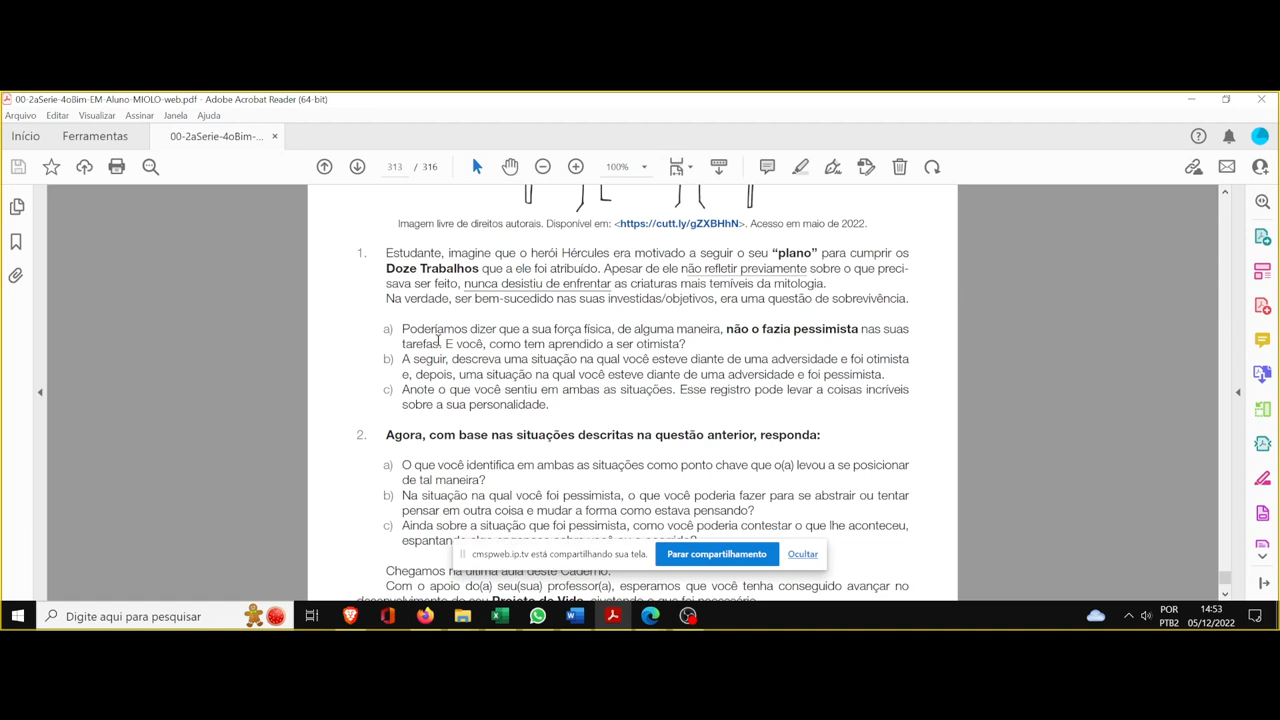 00-2aSerie-4oBim-EM-Aluno-MIOLO-web.pdf - Adobe Acrobat Reader (64-bit)
Arquivo Editar Visualizar Assinar Janela Ajuda
Início Ferramentas 00-2aSerie-4oBim-... ×
313 / 316 100%
Imagem livre de direitos autorais. Disponível em: <https://cutt.ly/gZXBHhN>. Acesso em maio de 2022.
1. Estudante, imagine que o herói Hércules era motivado a seguir o seu “plano” para cumprir os
Doze Trabalhos que a ele foi atribuído. Apesar de ele não refletir previamente sobre o que preci-
sava ser feito, nunca desistiu de enfrentar as criaturas mais temíveis da mitologia.
Na verdade, ser bem-sucedido nas suas investidas/objetivos, era uma questão de sobrevivência.
a) Poderíamos dizer que a sua força física, de alguma maneira, não o fazia pessimista nas suas
tarefas. E você, como tem aprendido a ser otimista?
b) A seguir, descreva uma situação na qual você esteve diante de uma adversidade e foi otimista
e, depois, uma situação na qual você esteve diante de uma adversidade e foi pessimista.
c) Anote o que você sentiu em ambas as situações. Esse registro pode levar a coisas incríveis
sobre a sua personalidade.
2. Agora, com base nas situações descritas na questão anterior, responda:
a) O que você identifica em ambas as situações como ponto chave que o(a) levou a se posicionar
de tal maneira?
b) Na situação na qual você foi pessimista, o que você poderia fazer para se abstrair ou tentar
pensar em outra coisa e mudar a forma como estava pensando?
c) Ainda sobre a situação que foi pessimista, como você poderia contestar o que lhe aconteceu,
cmspweb.ip.tv está compartilhando sua tela. Parar compartilhamento Ocultar
Chegamos na última aula deste Caderno.
Com o apoio do(a) seu(sua) professor(a), esperamos que você tenha conseguido avançar no
Digite aqui para pesquisar
POR 14:53
PTB2 05/12/2022